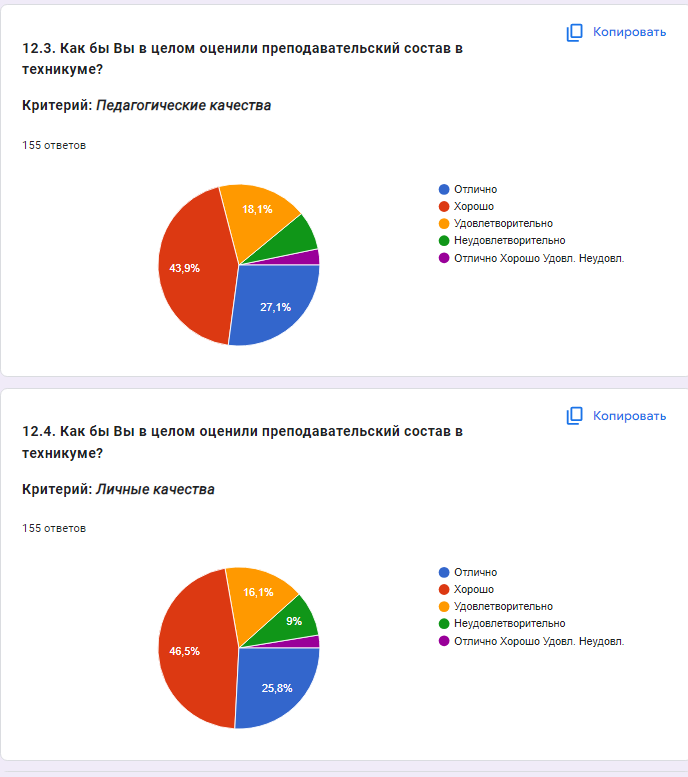 Копировать
12.3. Как бы Вы в целом оценили преподавательский состав в
техникуме?
Критерий: Педагогические качества
155 ответов
18,1%
43,9%
27,1%
Отлично
Хорошо
Удовлетворительно
Неудовлетворительно
Отлично Хорошо Удовл. Неудовл.
Копировать
12.4. Как бы Вы в целом оценили преподавательский состав в
техникуме?
Критерий: Личные качества
155 ответов
16,1%
9%
46,5%
25,8%
Отлично
Хорошо
Удовлетворительно
Неудовлетворительно
Отлично Хорошо Удовл. Неудовл.